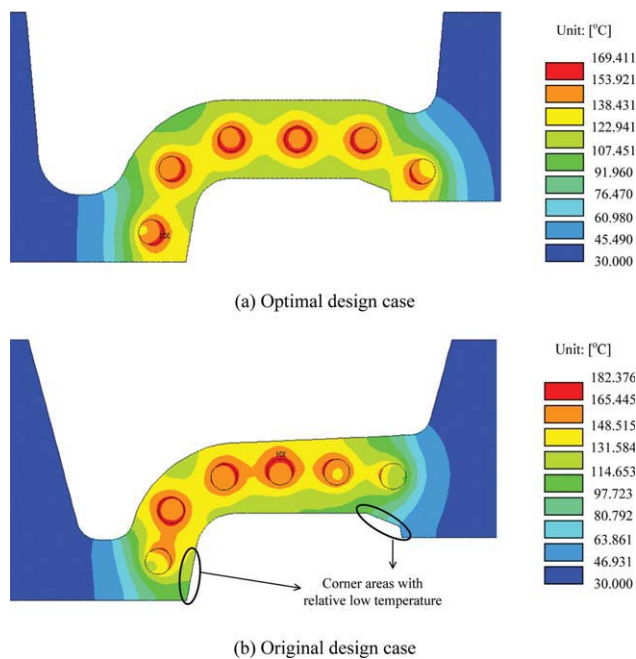 Unit: [°C]
169.411
153.921
138.431
122.941
107.451
91.960
76.470
60.980
45.490
30.000
MX
(a) Optimal design case
Unit: [°C]
182.376
165.445
148.515
131.584
114.653
97.723
80.792
63.861
46.931
30.000
MX
Corner areas with
relative low temperature
(b) Original design case